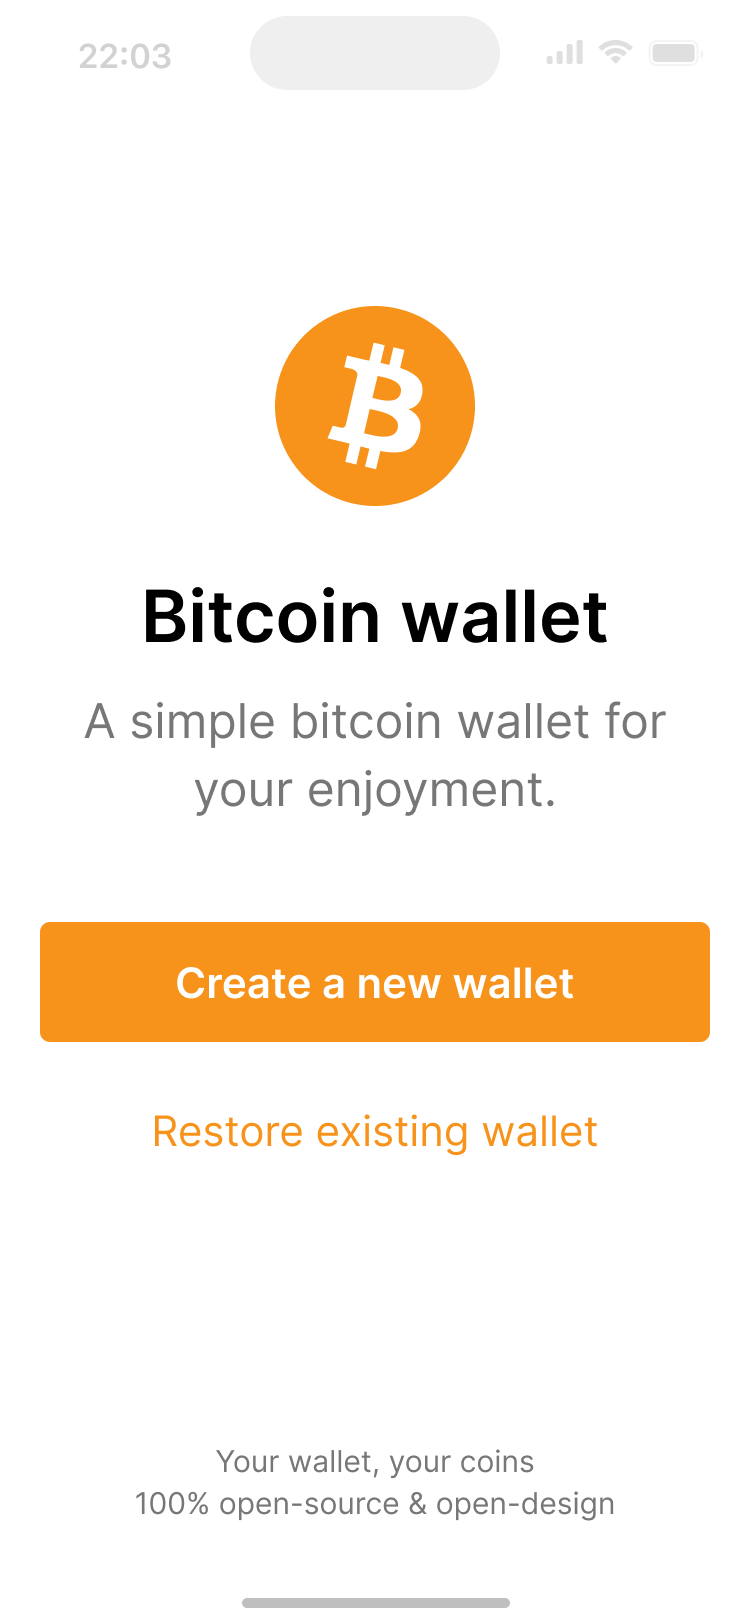 22:03
Bitcoin wallet
A simple bitcoin wallet for
your enjoyment.
Create a new wallet
Restore existing wallet
Your wallet, your coins
100% open-source & open-design